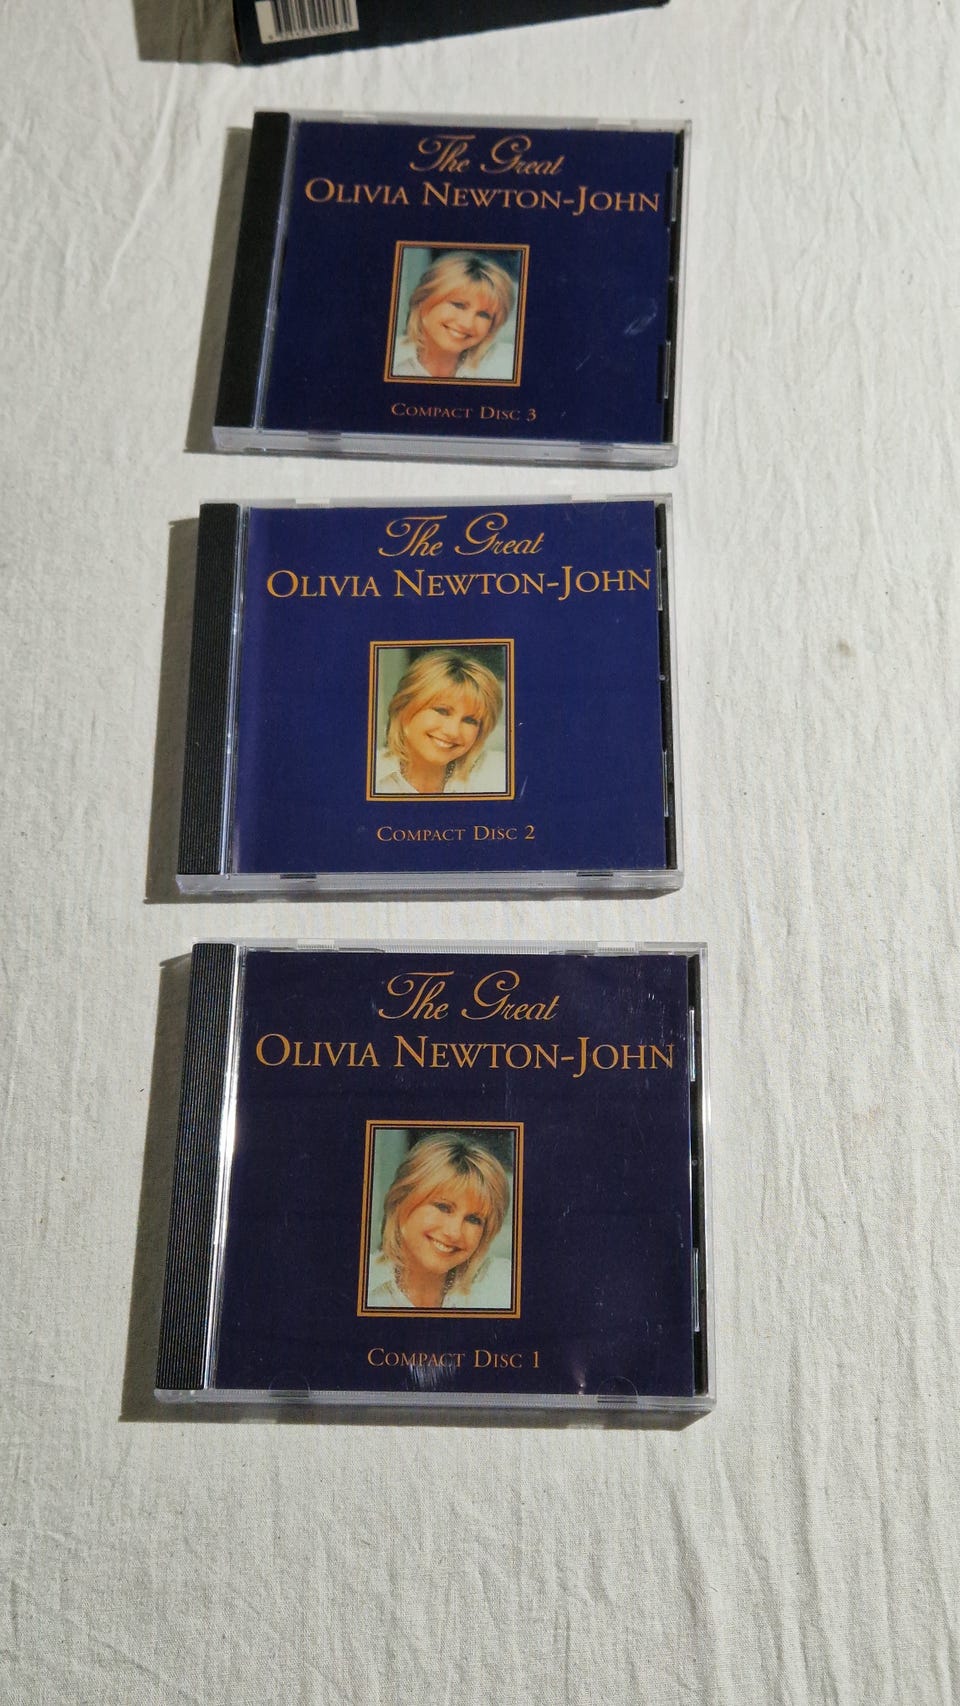 The Great
OLIVIA NEWTON-JOHN
COMPACT DISC 3
The Great
OLIVIA NEWTON-JOHN
COMPACT DISC 2
The Great
OLIVIA NEWTON-JOHN
COMPACT DISC 1